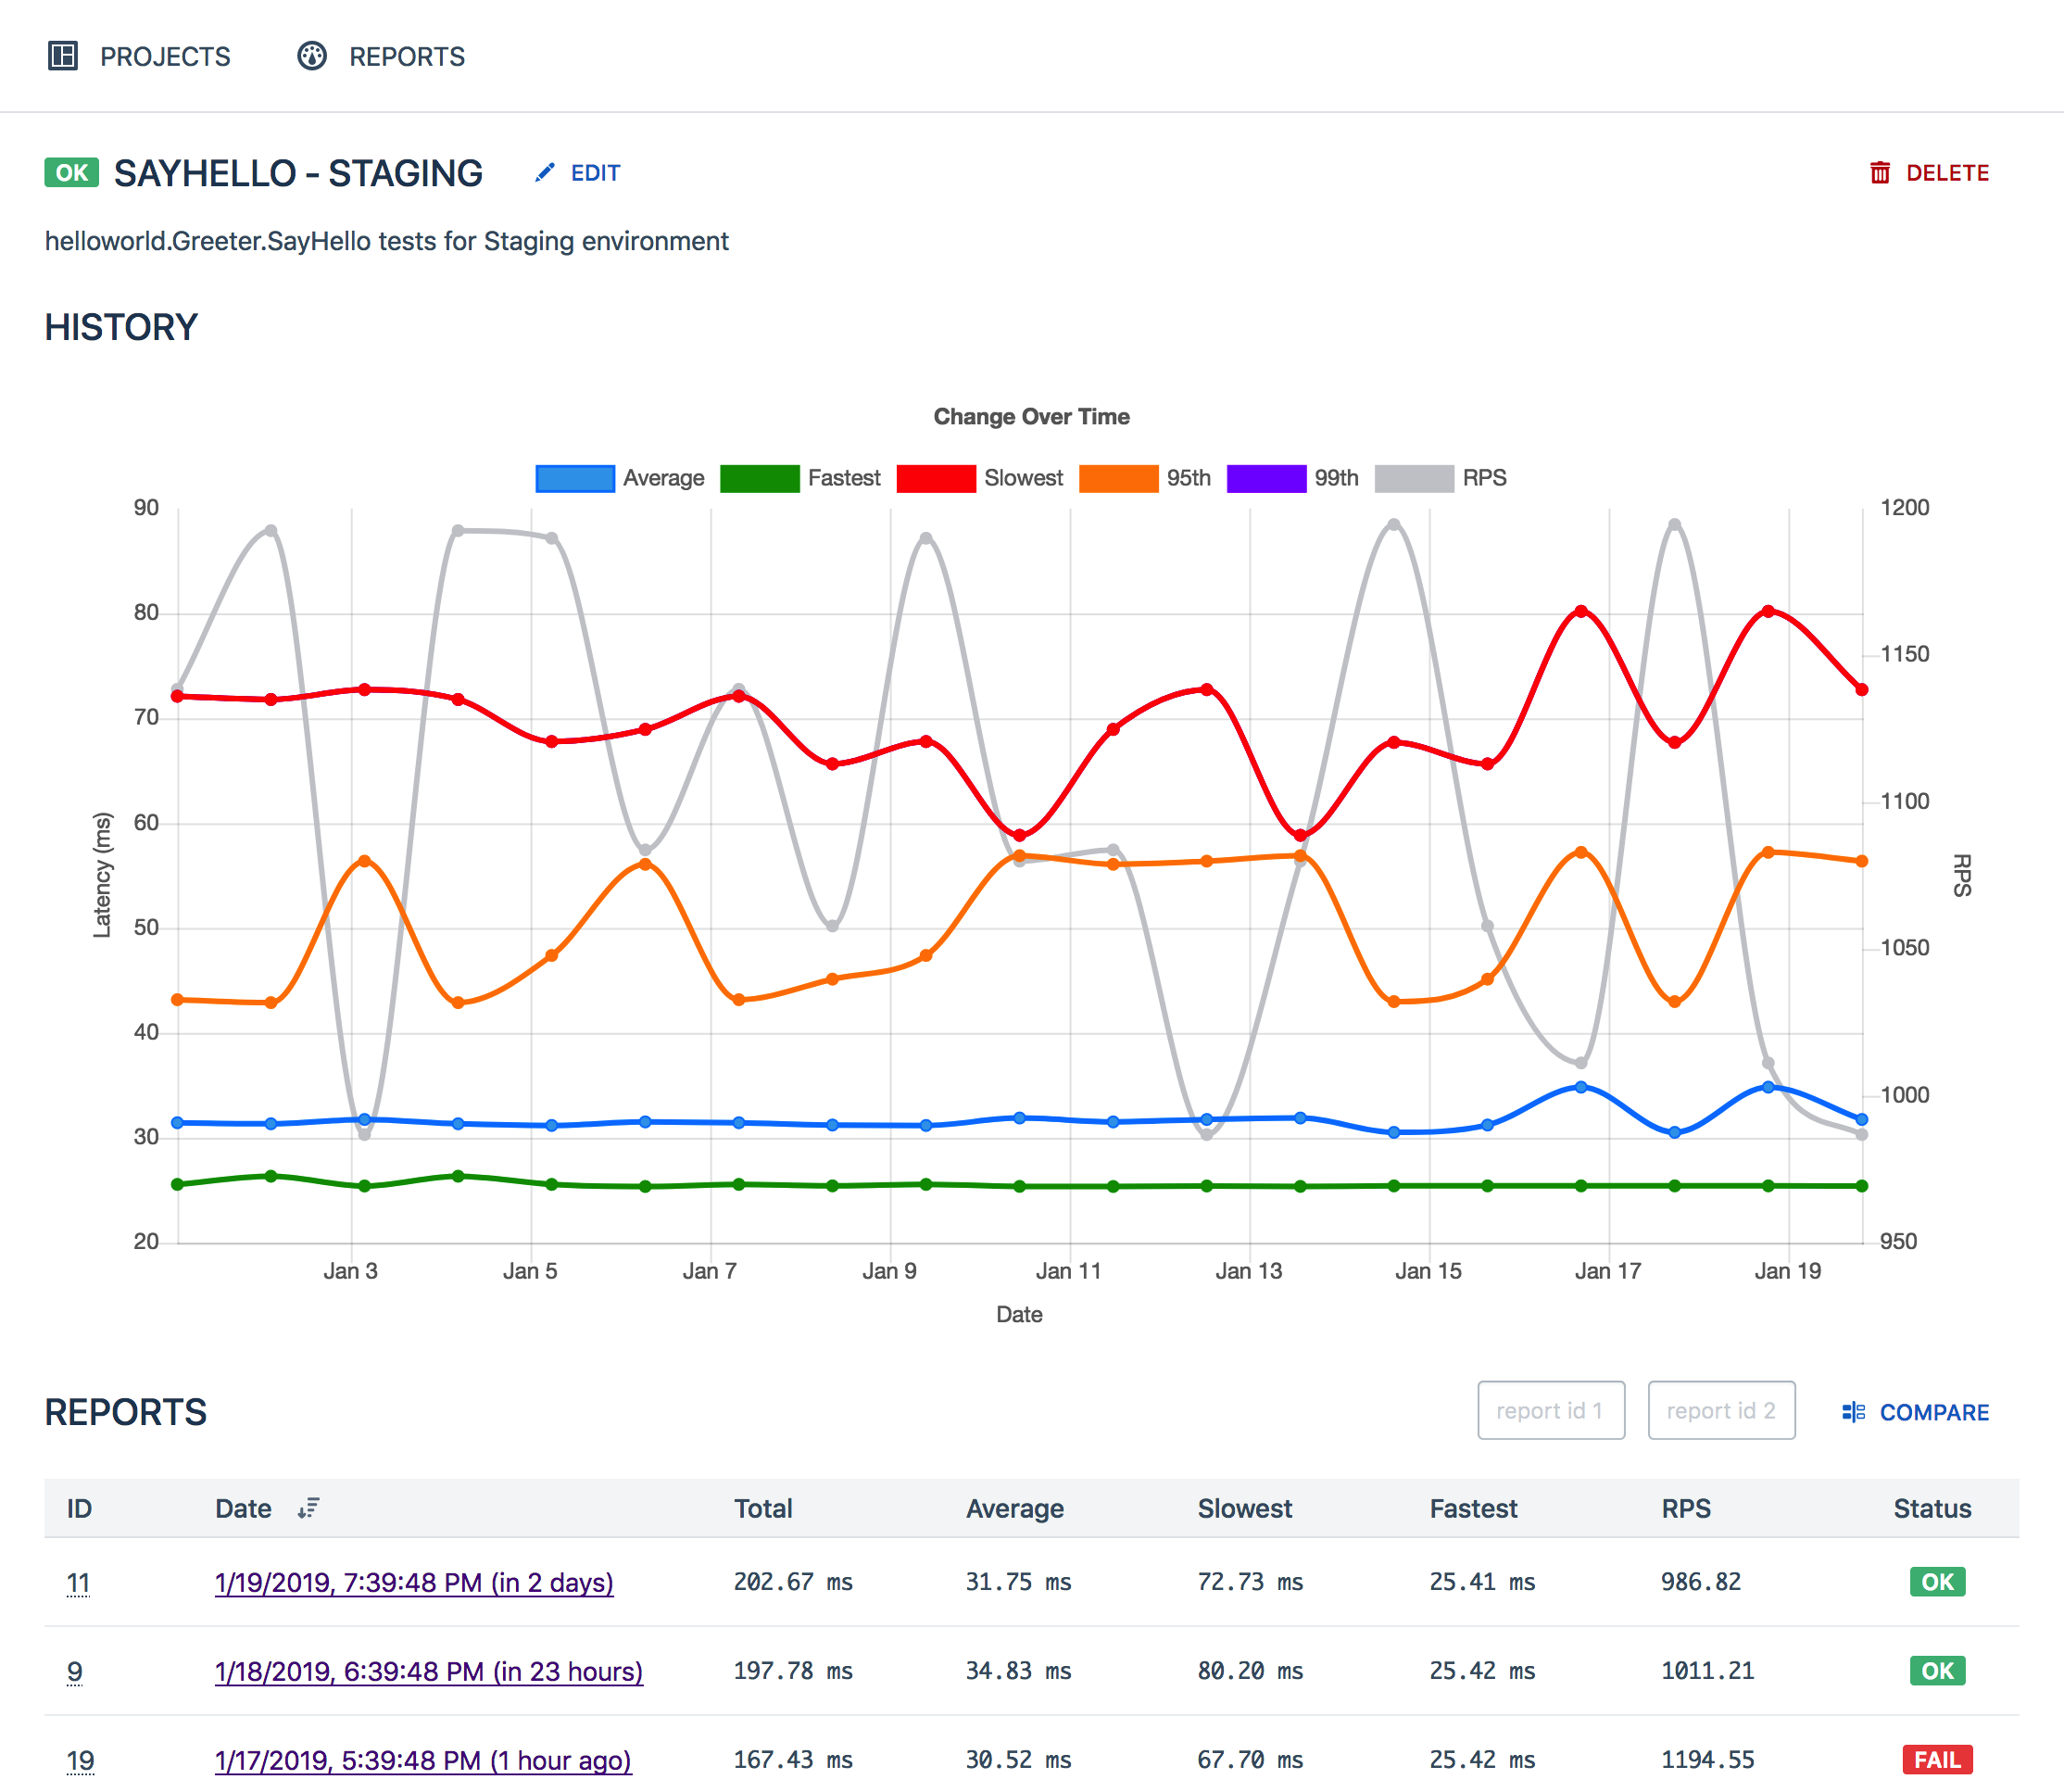 PROJECTS REPORTS
OK SAYHELLO - STAGING EDIT DELETE
helloworld.Greeter.SayHello tests for Staging environment
HISTORY
Change Over Time
Average Fastest Slowest 95th 99th RPS
90 1200
80
1150
70
1100
60
Latency (ms)
RPS
50
1050
40
1000
30
20 950
Jan 3 Jan 5 Jan 7 Jan 9 Jan 11 Jan 13 Jan 15 Jan 17 Jan 19
Date
REPORTS report id 1 report id 2 COMPARE
ID Date Total Average Slowest Fastest RPS Status
11 1/19/2019, 7:39:48 PM (in 2 days) 202.67 ms 31.75 ms 72.73 ms 25.41 ms 986.82 OK
9 1/18/2019, 6:39:48 PM (in 23 hours) 197.78 ms 34.83 ms 80.20 ms 25.42 ms 1011.21 OK
19 1/17/2019, 5:39:48 PM (1 hour ago) 167.43 ms 30.52 ms 67.70 ms 25.42 ms 1194.55 FAIL